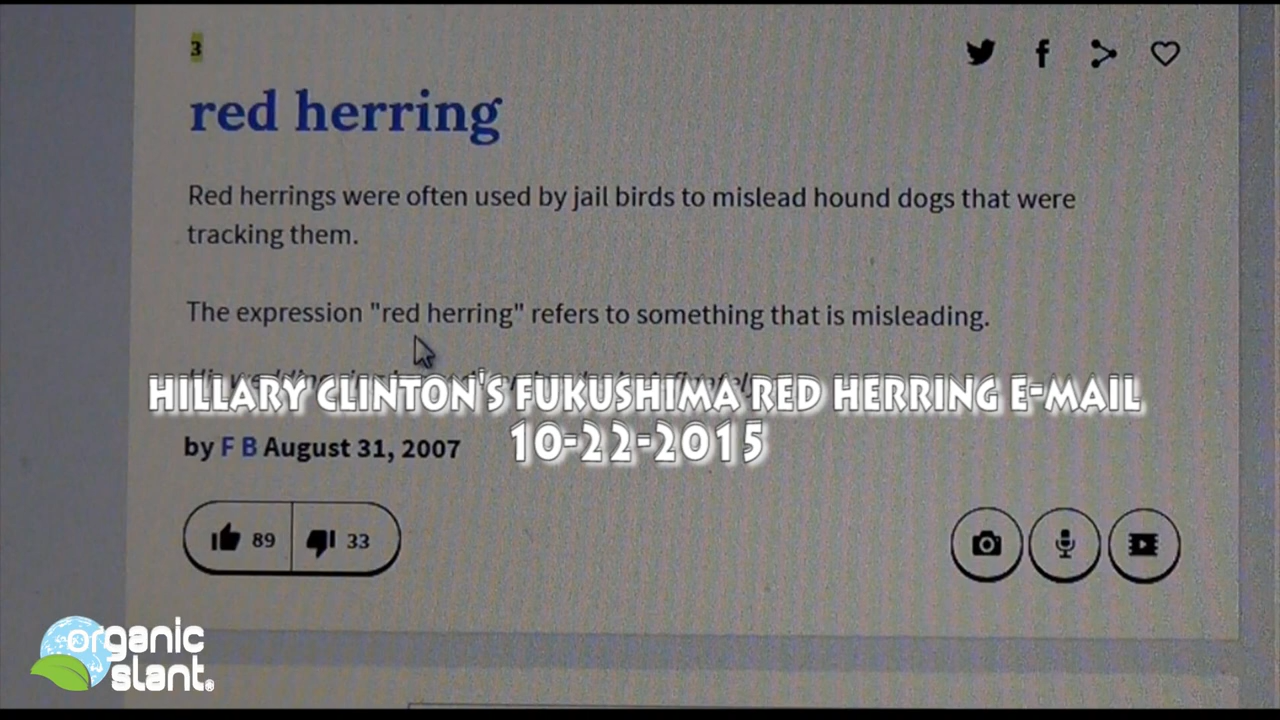 3
red herring
Red herrings were often used by jail birds to mislead hound dogs that were
tracking them.
The expression "red herring" refers to something that is misleading.
HILLARY CLINTON'S FUKUSHIMA RED HERRING E-MAIL
10-22-2015
by F B August 31, 2007
89 33
organic
slant.